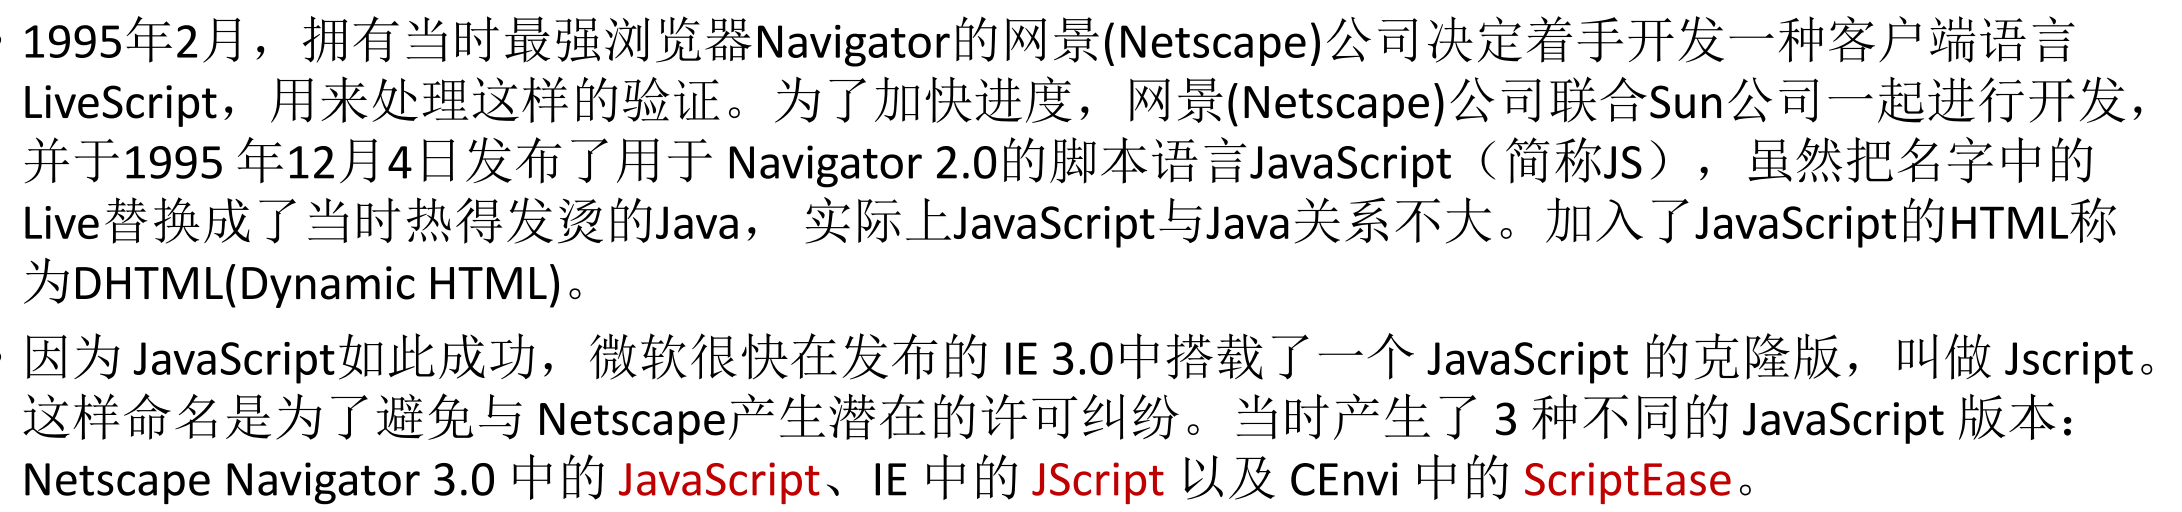 • 1995年2月，拥有当时最强浏览器Navigator的网景(Netscape)公司决定着手开发一种客户端语言
LiveScript，用来处理这样的验证。为了加快进度，网景(Netscape)公司联合Sun公司一起进行开发，
并于1995 年12月4日发布了用于 Navigator 2.0的脚本语言JavaScript（简称JS），虽然把名字中的
Live替换成了当时热得发烫的Java， 实际上JavaScript与Java关系不大。加入了JavaScript的HTML称
为DHTML(Dynamic HTML)。
• 因为 JavaScript如此成功，微软很快在发布的 IE 3.0中搭载了一个 JavaScript 的克隆版，叫做 Jscript。
这样命名是为了避免与 Netscape产生潜在的许可纠纷。当时产生了 3 种不同的 JavaScript 版本：
Netscape Navigator 3.0 中的 JavaScript、IE 中的 JScript 以及 CEnvi 中的 ScriptEase。